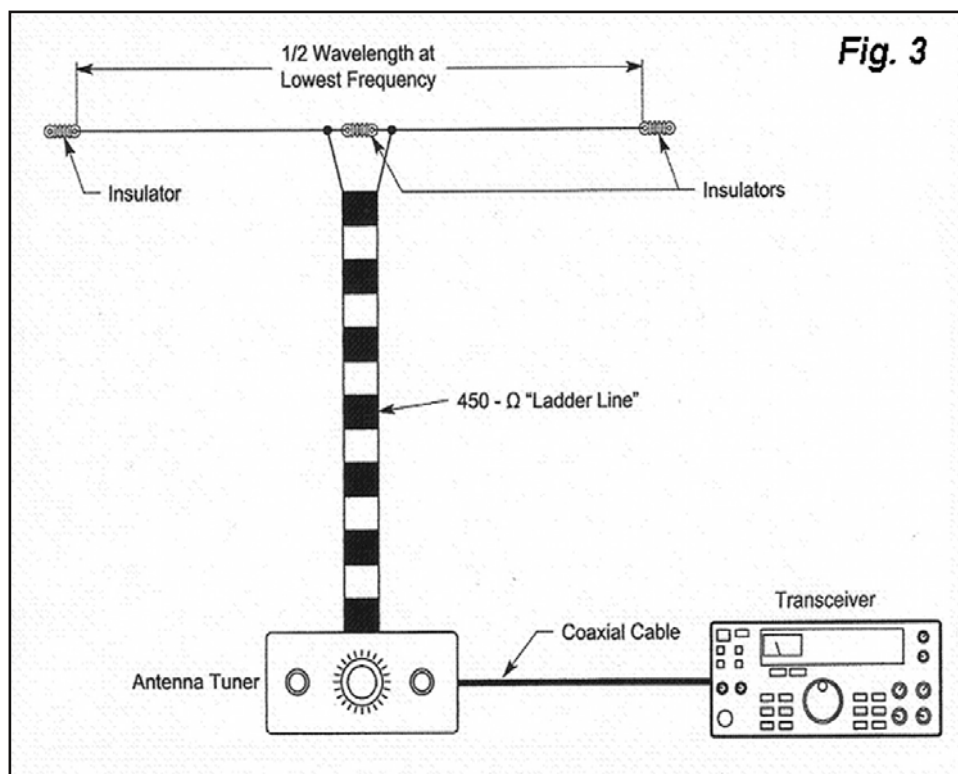 Fig. 3
1/2 Wavelength at
Lowest Frequency
Insulator
Insulators
450 - Ω "Ladder Line"
Transceiver
Coaxial Cable
Antenna Tuner